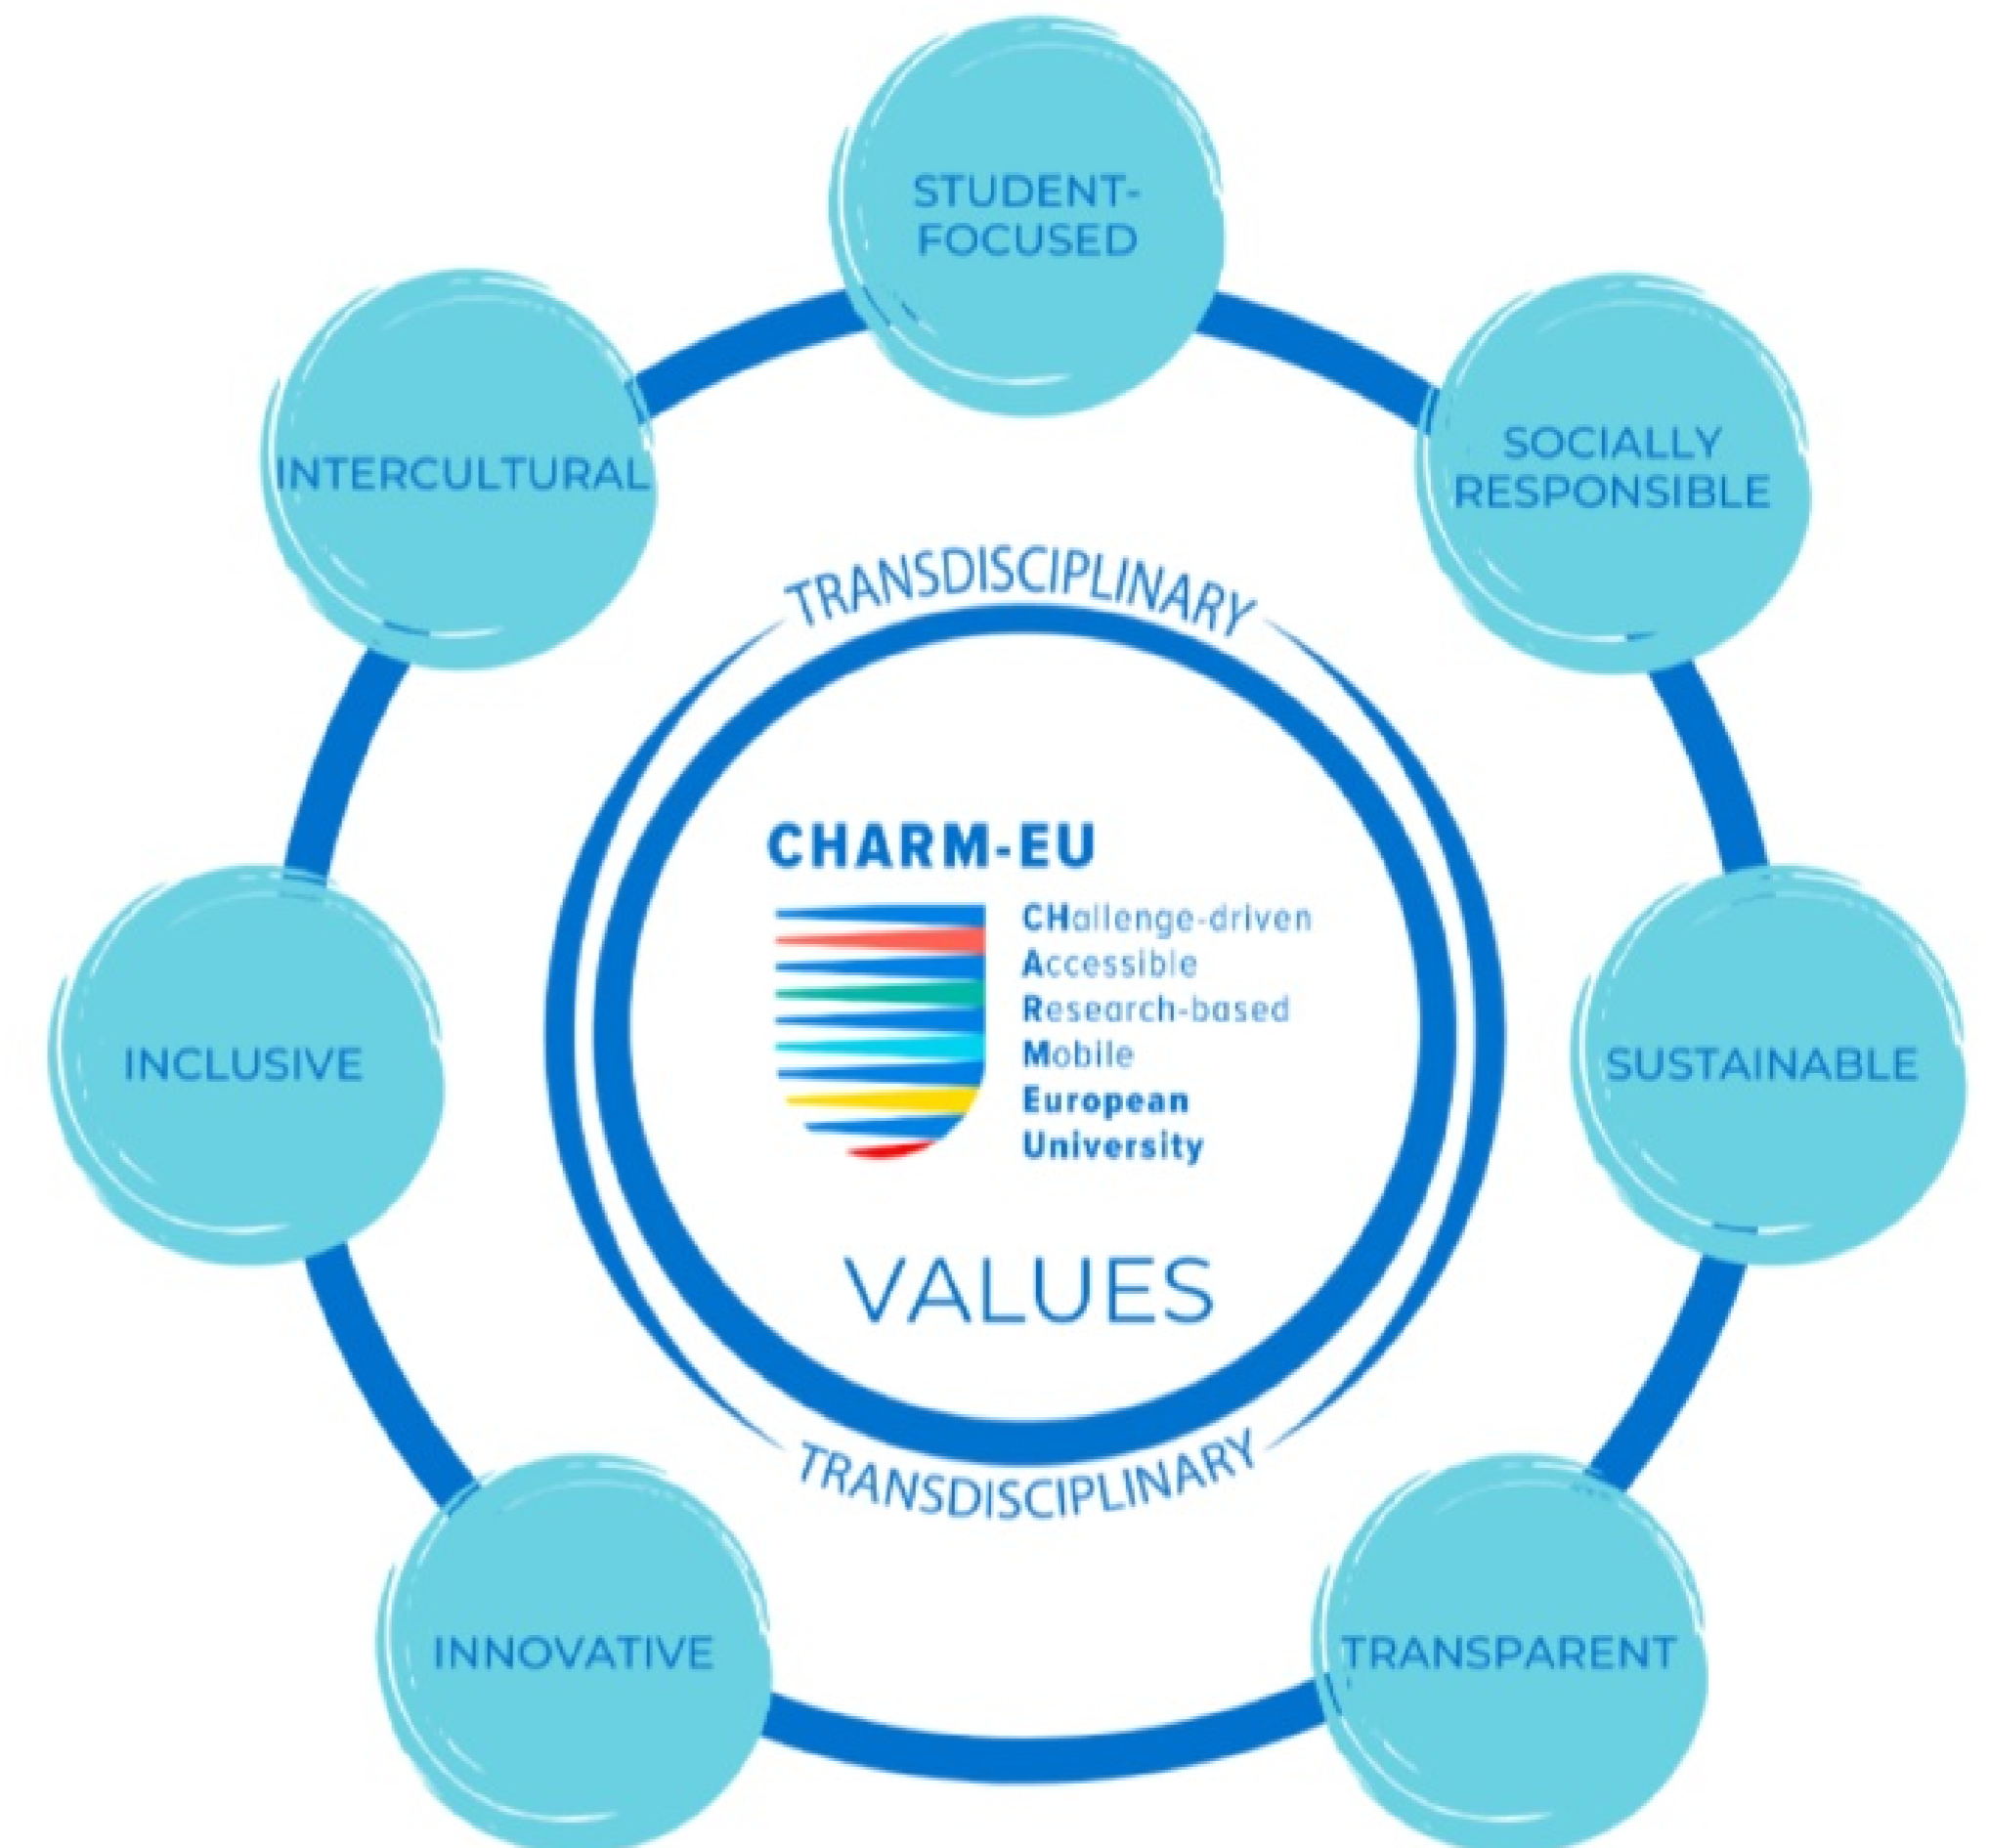 STUDENT-
FOCUSED
INTERCULTURAL
SOCIALLY
RESPONSIBLE
TRANSDISCIPLINARY
CHARM-EU
CHallenge-driven
Accessible
Research-based
Mobile
European
University
INCLUSIVE
SUSTAINABLE
VALUES
TRANSDISCIPLINARY
INNOVATIVE
TRANSPARENT